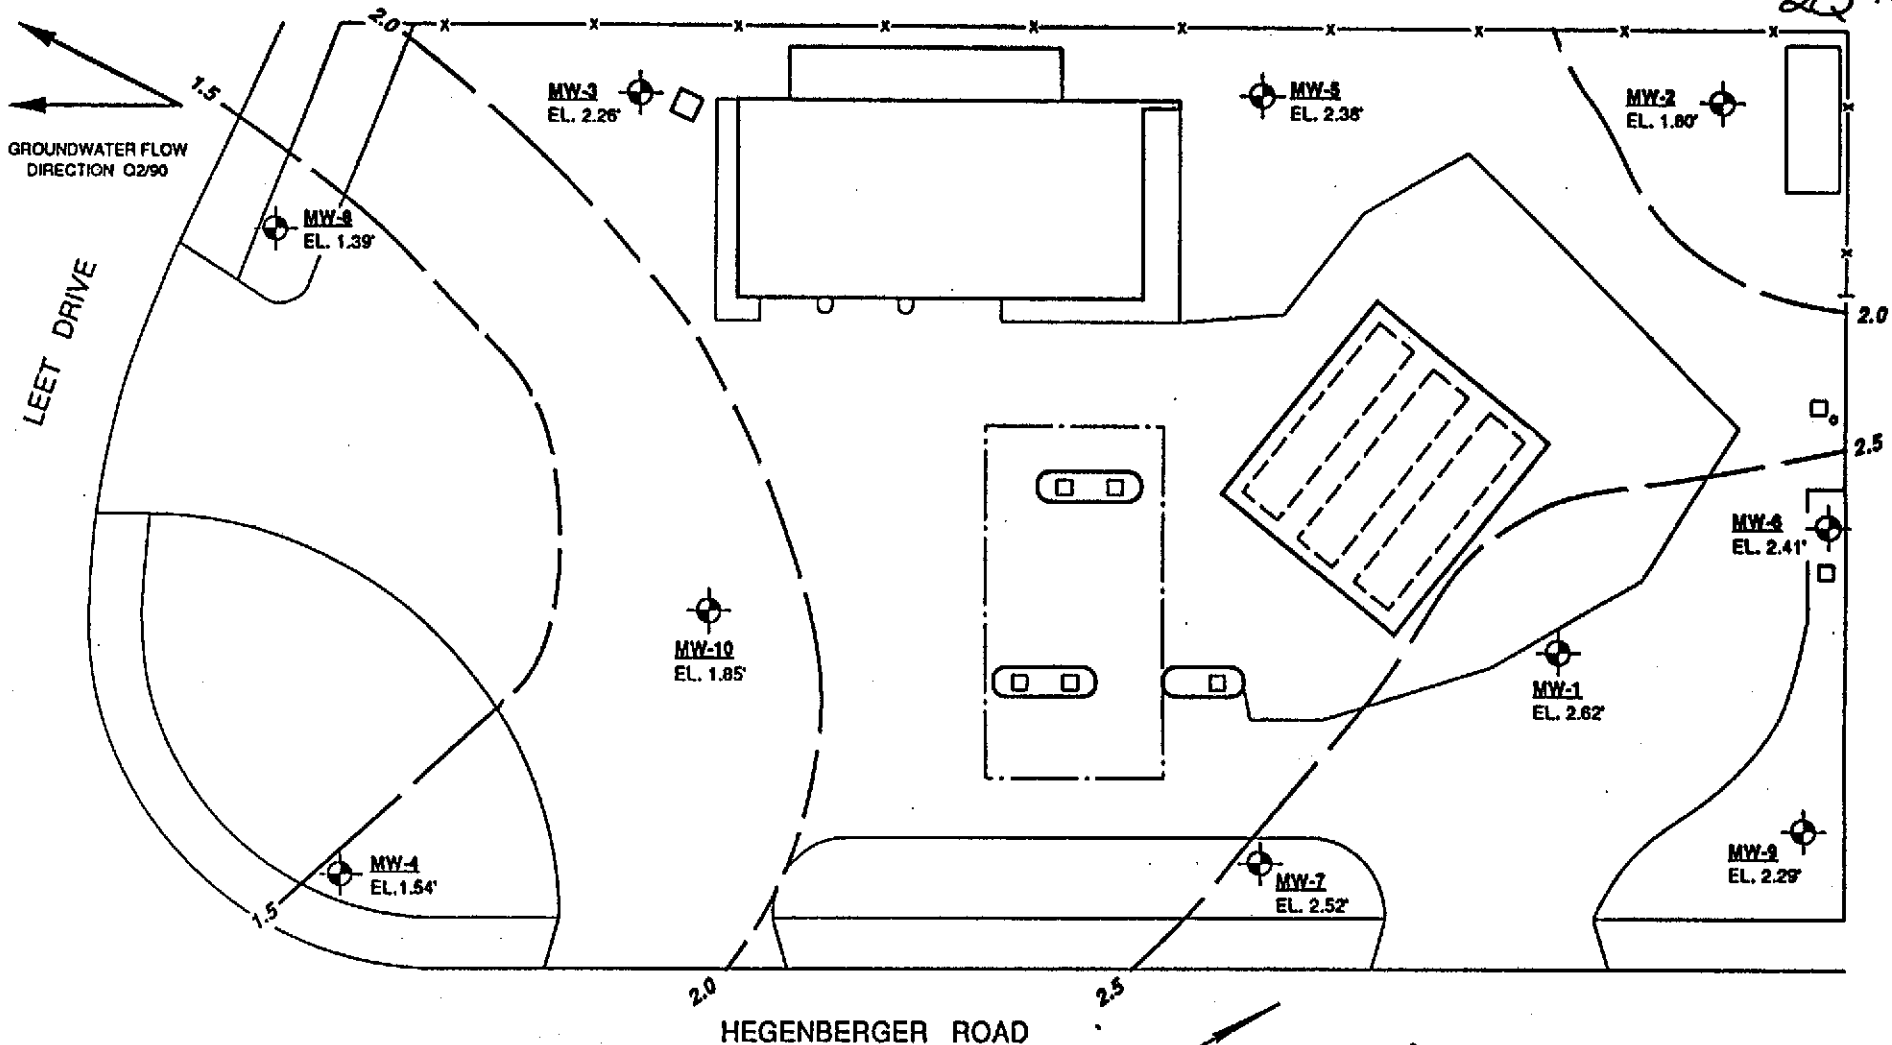 2Q
2.0
1.5
MW-3
EL. 2.26'
MW-5
EL. 2.38'
MW-2
EL. 1.80'
GROUNDWATER FLOW
DIRECTION Q2/90
MW-8
EL. 1.39'
LEET DRIVE
2.0
2.5
MW-6
EL. 2.41'
MW-10
EL. 1.85'
MW-1
EL. 2.62'
MW-4
EL.1.54'
MW-7
EL. 2.52'
MW-9
EL. 2.29'
1.5
2.0
2.5
HEGENBERGER ROAD